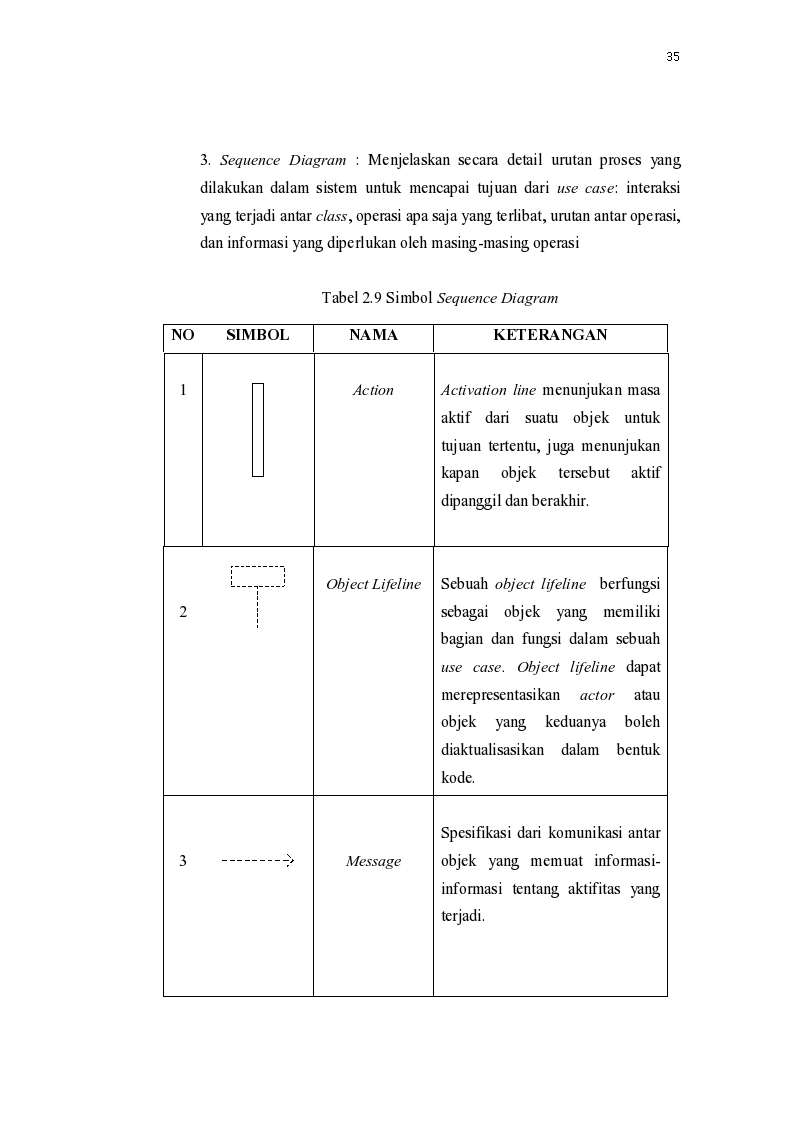 35
3. Sequence Diagram : Menjelaskan secara detail urutan proses yang
dilakukan dalam sistem untuk mencapai tujuan dari use case: interaksi
yang terjadi antar class, operasi apa saja yang terlibat, urutan antar operasi,
dan informasi yang diperlukan oleh masing-masing operasi
Tabel 2.9 Simbol Sequence Diagram
NO SIMBOL NAMA KETERANGAN
1 Action Activation line menunjukan masa
aktif dari suatu objek untuk
tujuan tertentu, juga menunjukan
kapan objek tersebut aktif
dipanggil dan berakhir.
Object Lifeline Sebuah object lifeline berfungsi
2 sebagai objek yang memiliki
bagian dan fungsi dalam sebuah
use case. Object lifeline dapat
merepresentasikan actor atau
objek yang keduanya boleh
diaktualisasikan dalam bentuk
kode.
Spesifikasi dari komunikasi antar
3 Message objek yang memuat informasi-
informasi tentang aktifitas yang
terjadi.